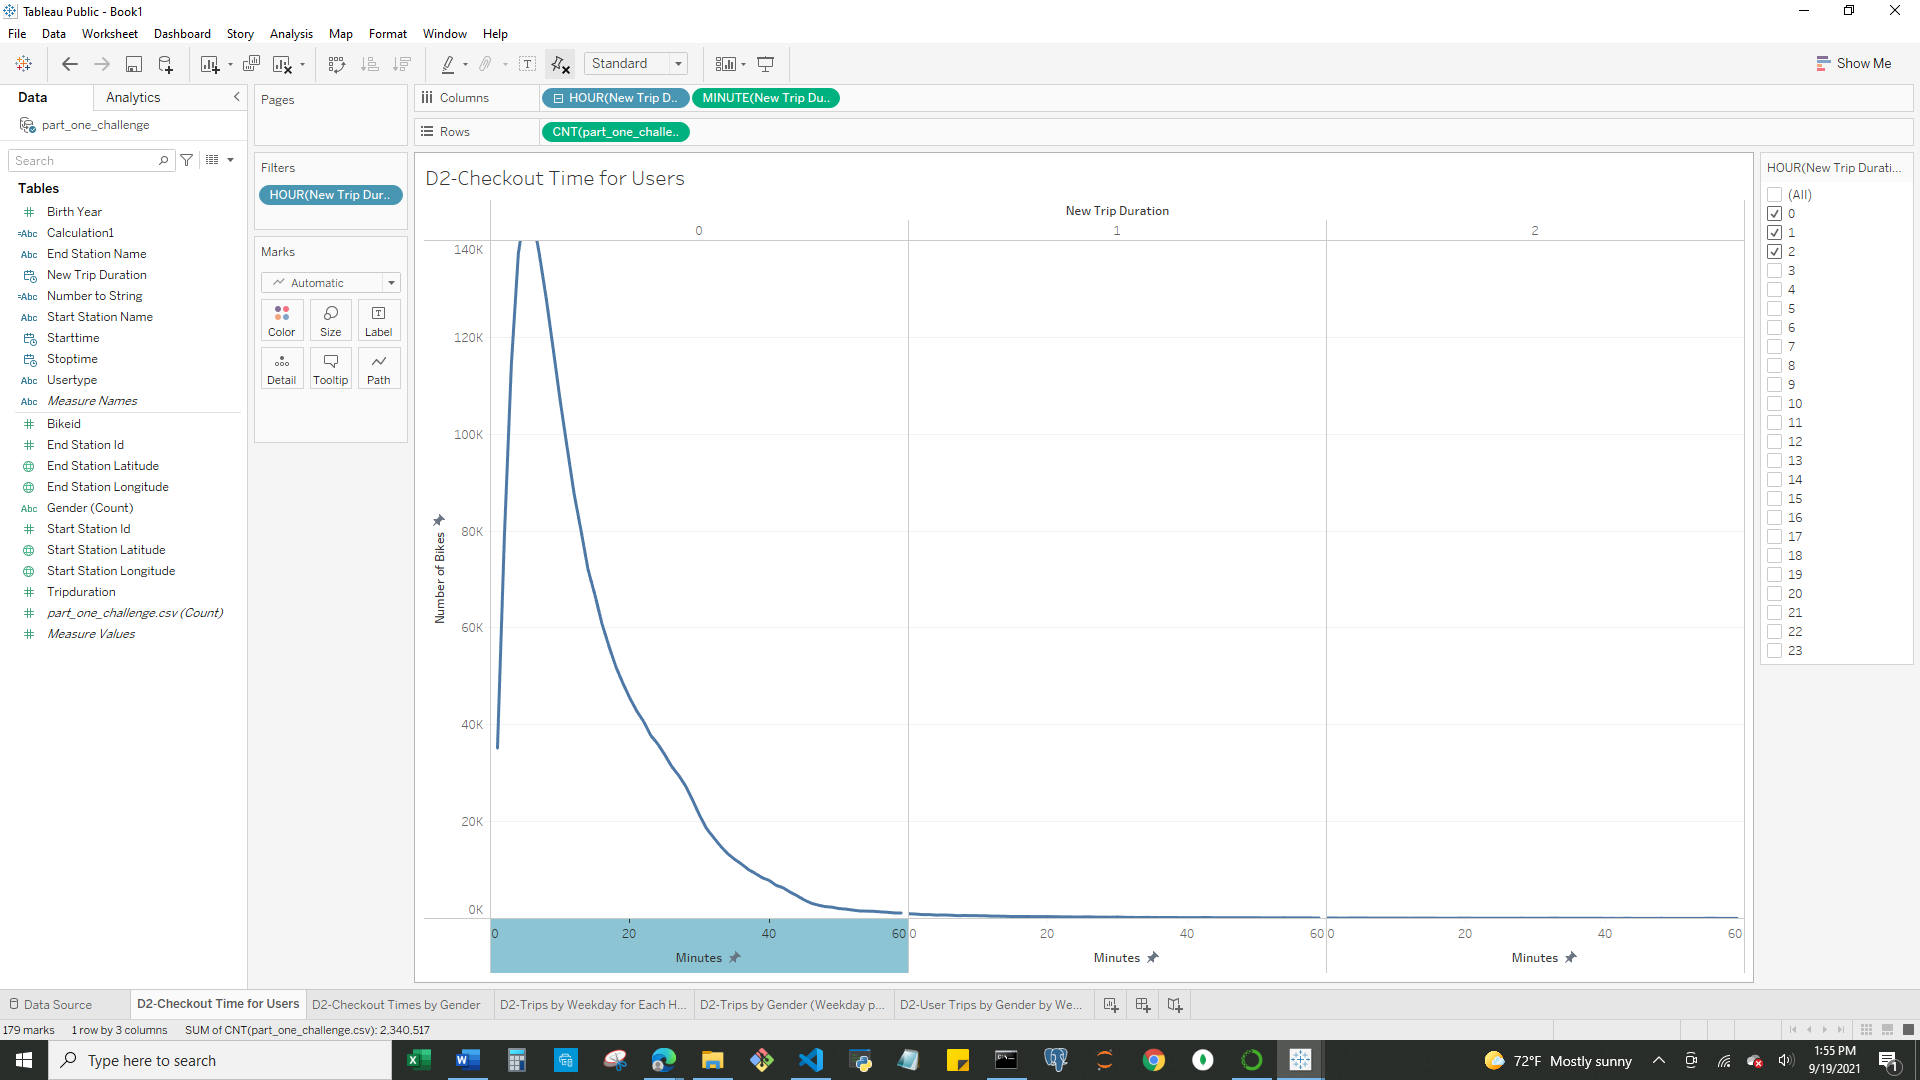 Tableau Public - Book1
File Data Worksheet Dashboard Story Analysis Map Format Window Help
Standard
Show Me
Data Analytics
part_one_challenge
Search
Tables
Birth Year
Abc Calculation1
Abc End Station Name
New Trip Duration
Abc Number to String
Abc Start Station Name
Starttime
Stoptime
Abc Usertype
Abc Measure Names
Bikeid
End Station Id
End Station Latitude
End Station Longitude
Abc Gender (Count)
Start Station Id
Start Station Latitude
Start Station Longitude
Tripduration
part_one_challenge.csv (Count)
Measure Values
Pages
Filters
HOUR(New Trip Dur..
Marks
Automatic
Color Size Label
Detail Tooltip Path
Columns HOUR(New Trip D.. MINUTE(New Trip Du..
Rows CNT(part_one_challe..
D2-Checkout Time for Users
New Trip Duration
0 1 2
140K
120K
100K
80K
60K
40K
20K
0K
Number of Bikes
0 20 40 60 0 20 40 60 0 20 40 60
Minutes Minutes Minutes
HOUR(New Trip Durati...
(All)
0
1
2
3
4
5
6
7
8
9
10
11
12
13
14
15
16
17
18
19
20
21
22
23
Data Source D2-Checkout Time for Users D2-Checkout Times by Gender D2-Trips by Weekday for Each H... D2-Trips by Gender (Weekday p... D2-User Trips by Gender by We...
179 marks 1 row by 3 columns SUM of CNT(part_one_challenge.csv): 2,340,517
Type here to search
72°F Mostly sunny
1:55 PM
9/19/2021
1